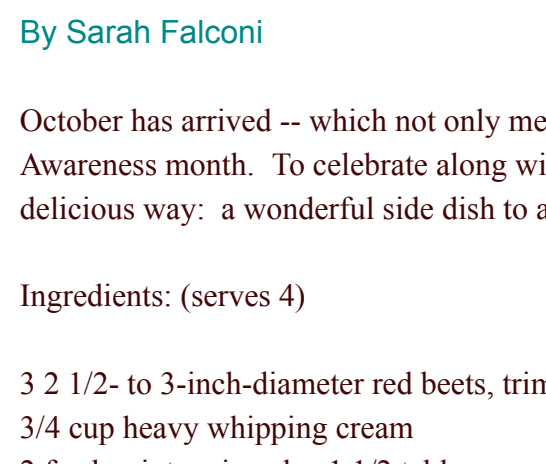 By Sarah Falconi
October has arrived -- which not only me
Awareness month. To celebrate along wi
delicious way: a wonderful side dish to a
Ingredients: (serves 4)
3 2 1/2- to 3-inch-diameter red beets, trim
3/4 cup heavy whipping cream